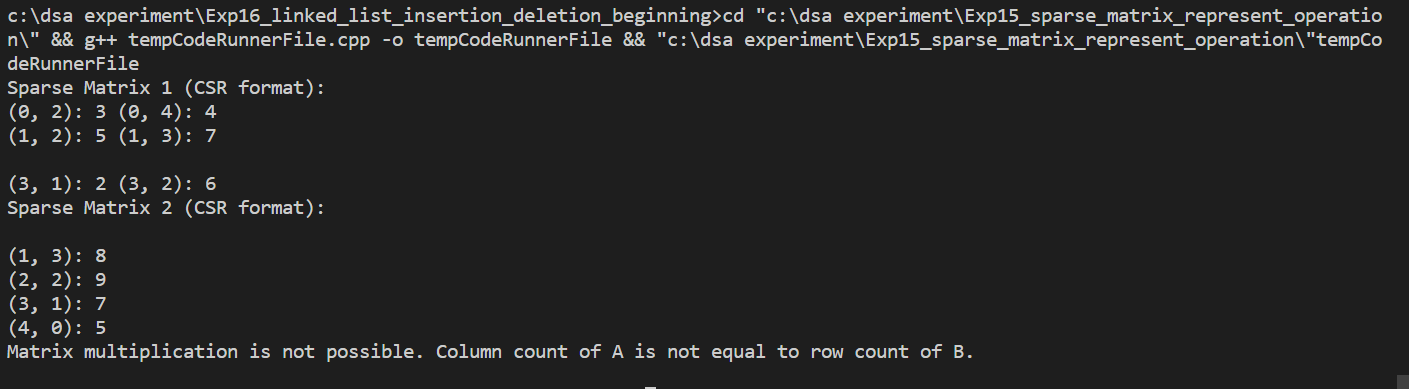 c:\dsa experiment\Exp16_linked_list_insertion_deletion_beginning>cd "c:\dsa experiment\Exp15_sparse_matrix_represent_operatio
n\" && g++ tempCodeRunnerFile.cpp -o tempCodeRunnerFile && "c:\dsa experiment\Exp15_sparse_matrix_represent_operation\"tempCo
deRunnerFile
Sparse Matrix 1 (CSR format):
(0, 2): 3 (0, 4): 4
(1, 2): 5 (1, 3): 7
(3, 1): 2 (3, 2): 6
Sparse Matrix 2 (CSR format):
(1, 3): 8
(2, 2): 9
(3, 1): 7
(4, 0): 5
Matrix multiplication is not possible. Column count of A is not equal to row count of B.